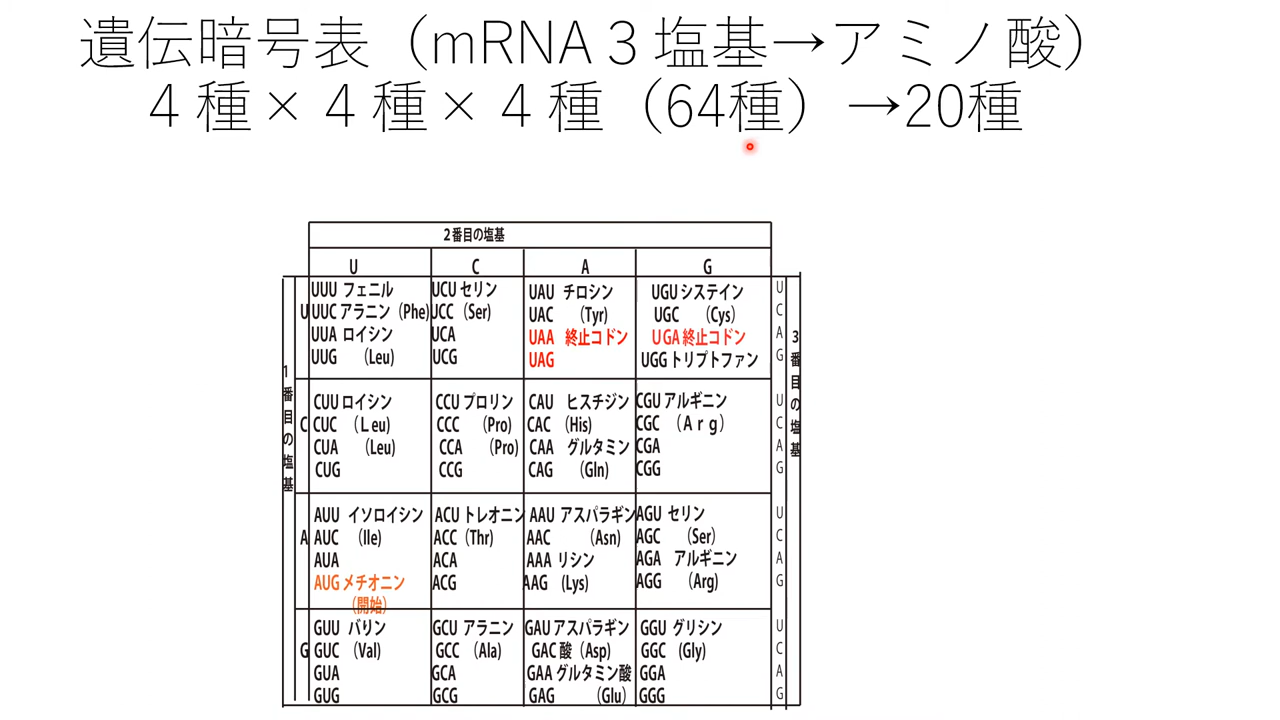 遺伝暗号表（mRNA３塩基→アミノ酸）
４種×４種×４種（64種）→20種
2番目の塩基
U C A G
1番目の塩基
3番目の塩基
U
UUU フェニル
UUC アラニン（Phe)
UUA ロイシン
UUG （Leu)
UCU セリン
UCC（Ser)
UCA
UCG
UAU チロシン
UAC （Tyr)
UAA 終止コドン
UAG
UGU システイン
UGC （Cys）
UGA 終止コドン
UGG トリプトファン
U
C
A
G
C
CUU ロイシン
CUC （Ｌeu)
CUA （Leu)
CUG
CCU プロリン
CCC （Pro)
CCA （Pro)
CCG
CAU ヒスチジン
CAC （His)
CAA グルタミン
CAG （Gln)
CGU アルギニン
CGC （Ａｒｇ）
CGA
CGG
U
C
A
G
A
AUU イソロイシン
AUC （Ile)
AUA
AUG メチオニン
（開始）
ACU トレオニン
ACC（Thr)
ACA
ACG
AAU アスパラギン
AAC （Asn)
AAA リシン
AAG （Lys)
AGU セリン
AGC （Ser）
AGA アルギニン
AGG （Arg)
U
C
A
G
G
GUU バリン
GUC （Val)
GUA
GUG
GCU アラニン
GCC （Ala)
GCA
GCG
GAU アスパラギン
GAC 酸（Asp)
GAA グルタミン酸
GAG （Glu)
GGU グリシン
GGC （Gly)
GGA
GGG
U
C
A
G